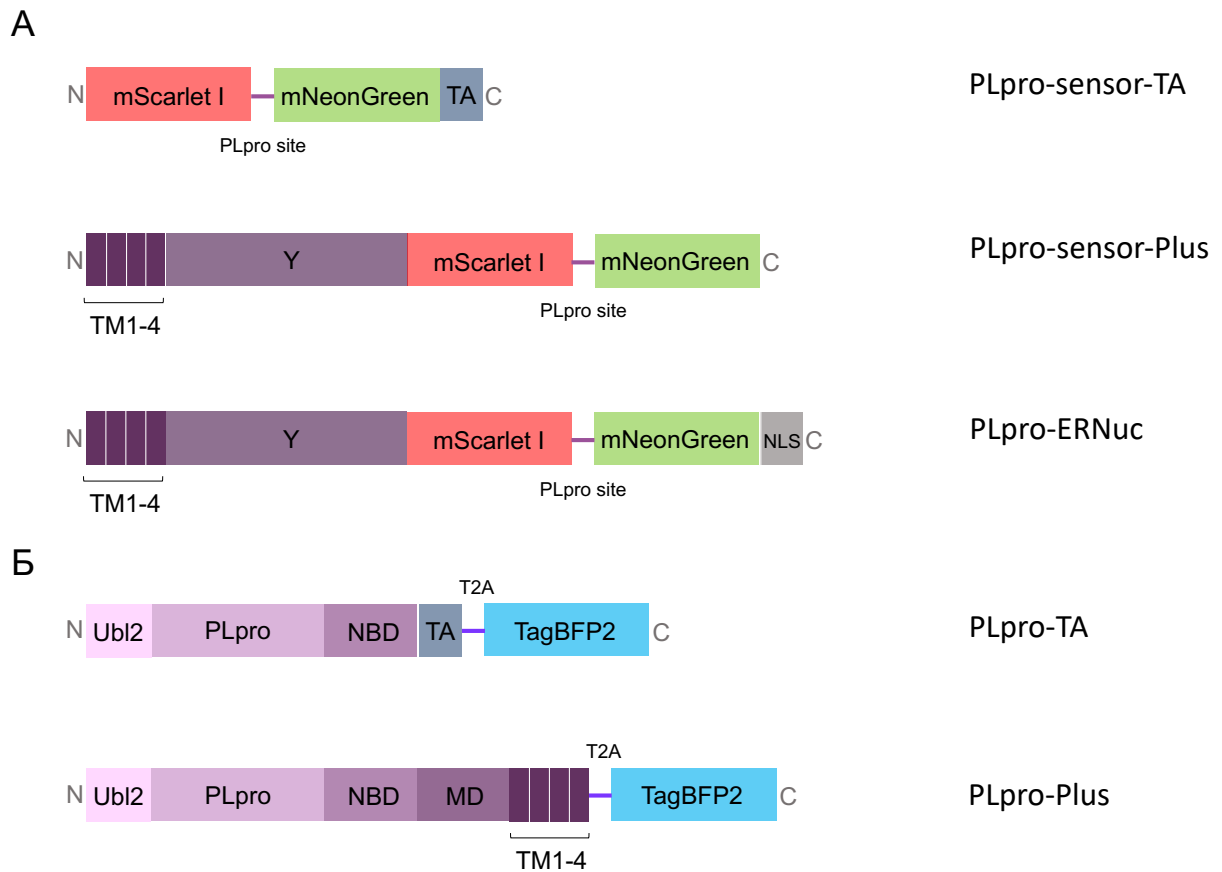 А
N mScarlet I mNeonGreen TA C PLpro-sensor-TA
PLpro site
N Y mScarlet I mNeonGreen C PLpro-sensor-Plus
PLpro site
TM1-4
N Y mScarlet I mNeonGreen NLS C PLpro-ERNuc
PLpro site
TM1-4
Б
T2A
N Ubl2 PLpro NBD TA TagBFP2 C PLpro-TA
T2A
N Ubl2 PLpro NBD MD TagBFP2 C PLpro-Plus
TM1-4